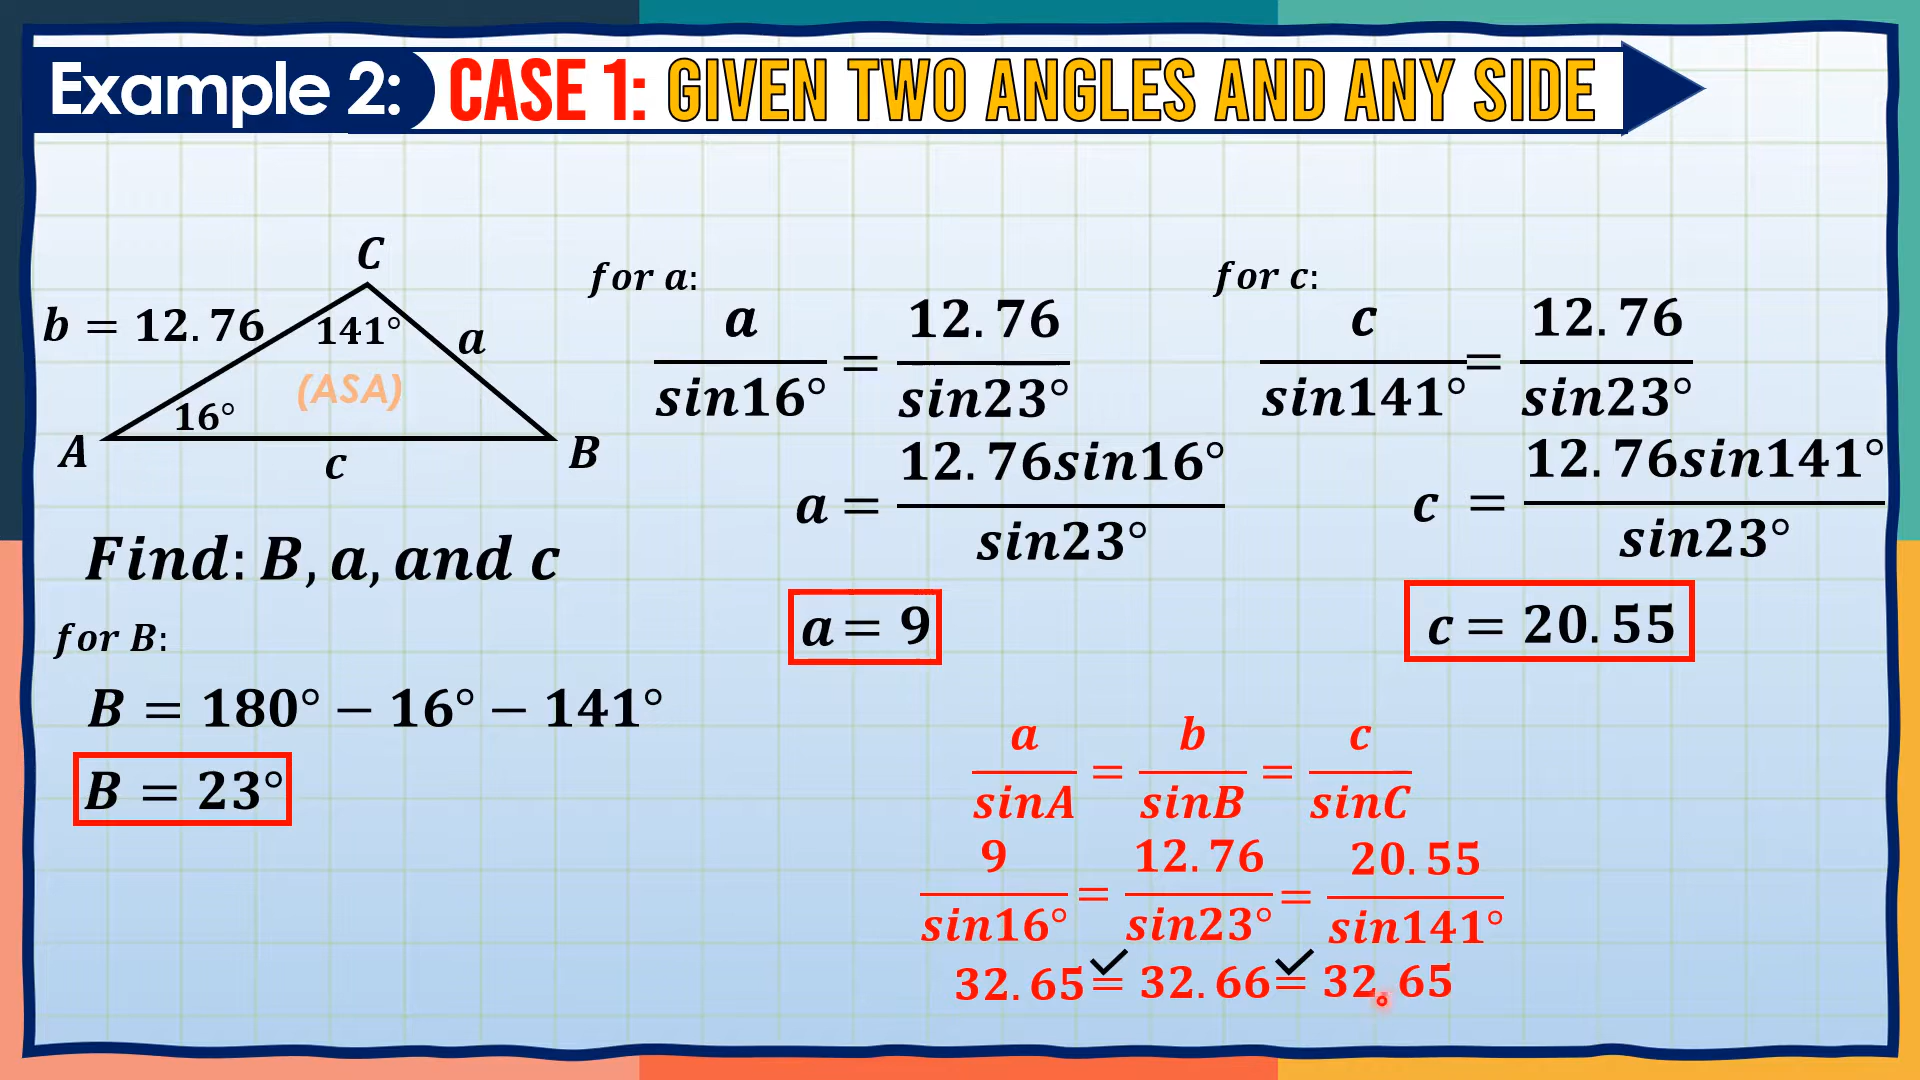 Example 2: CASE 1: GIVEN TWO ANGLES AND ANY SIDE
C
b = 12.76
141°
a
(ASA)
16°
A
B
c
Find: B, a, and c
for B:
B = 180° − 16° − 141°
B = 23°
for a:
a/sin16° = 12.76/sin23°
a = 12.76sin16°/sin23°
a = 9
for c:
c/sin141° = 12.76/sin23°
c = 12.76sin141°/sin23°
c = 20.55
a/sinA = b/sinB = c/sinC
9/sin16° = 12.76/sin23° = 20.55/sin141°
32.65 = 32.66 = 32.65